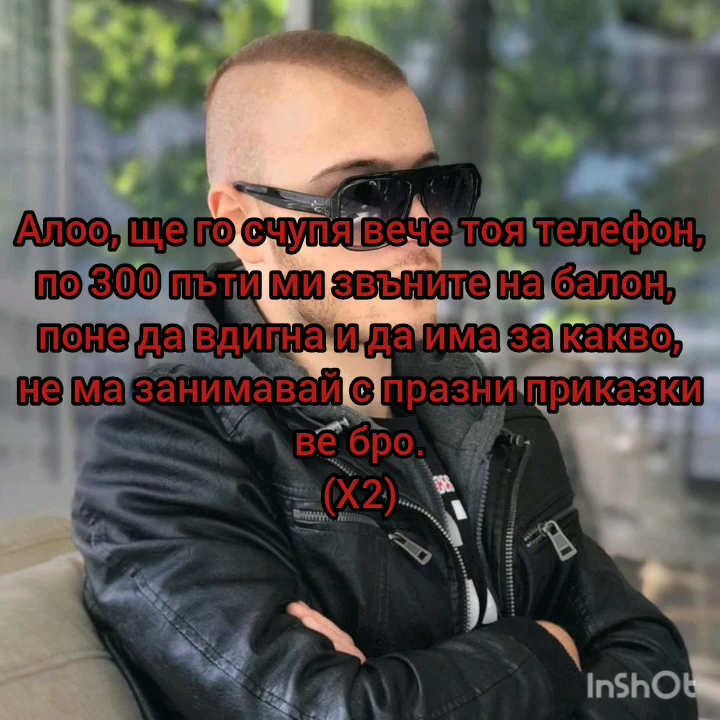 Алоо, ще го счупя вече тоя телефон,
по 300 пъти ми звъните на балон,
поне да вдигна и да има за какво,
не ма занимавай с празни приказки
ве бро.
(X2)
InShOt